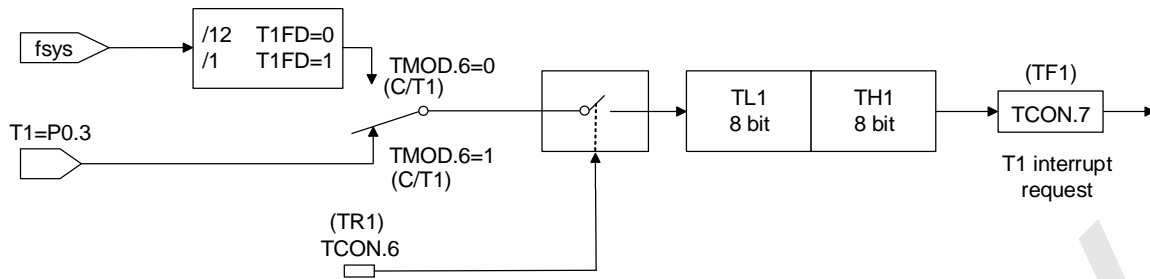 fsys
/12 T1FD=0
/1 T1FD=1
TMOD.6=0
(C/T1)
T1=P0.3
TMOD.6=1
(C/T1)
(TR1)
TCON.6
TL1
8 bit
TH1
8 bit
(TF1)
TCON.7
T1 interrupt
request